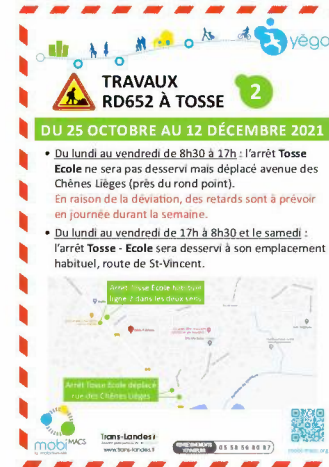 yégo
TRAVAUX
RD652 À TOSSE
2
DU 25 OCTOBRE AU 12 DÉCEMBRE 2021
• Du lundi au vendredi de 8h30 à 17h : l'arrêt Tosse
Ecole ne sera pas desservi mais déplacé avenue des
Chênes Lièges (près du rond point).
En raison de la déviation, des retards sont à prévoir
en journée durant la semaine.
• Du lundi au vendredi de 17h à 8h30 et le samedi :
l'arrêt Tosse - Ecole sera desservi à son emplacement
habituel, route de St-Vincent.
Arrêt Tosse Ecole habituel
ligne 7 dans les deux sens
Arrêt Tosse Ecole déplacé
rue des Chênes Lièges
mobi MACS
Trans-Landes
www.trans-landes.f
05 58 56 80 87